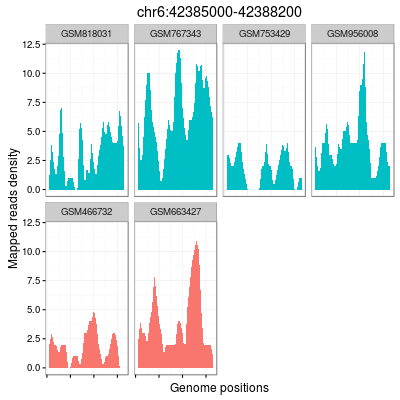 chr6:42385000-42388200
GSM818031 GSM767343 GSM753429 GSM956008
12.5
10.0
7.5
5.0
2.5
0.0
GSM466732 GSM663427
12.5
10.0
7.5
5.0
2.5
0.0
Mapped reads density
Genome positions